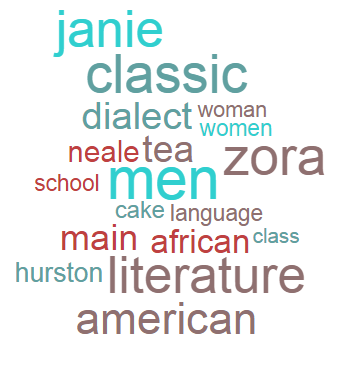 janie
classic
dialect woman
women
neale tea zora
school men
cake language
main african class
hurston literature
american